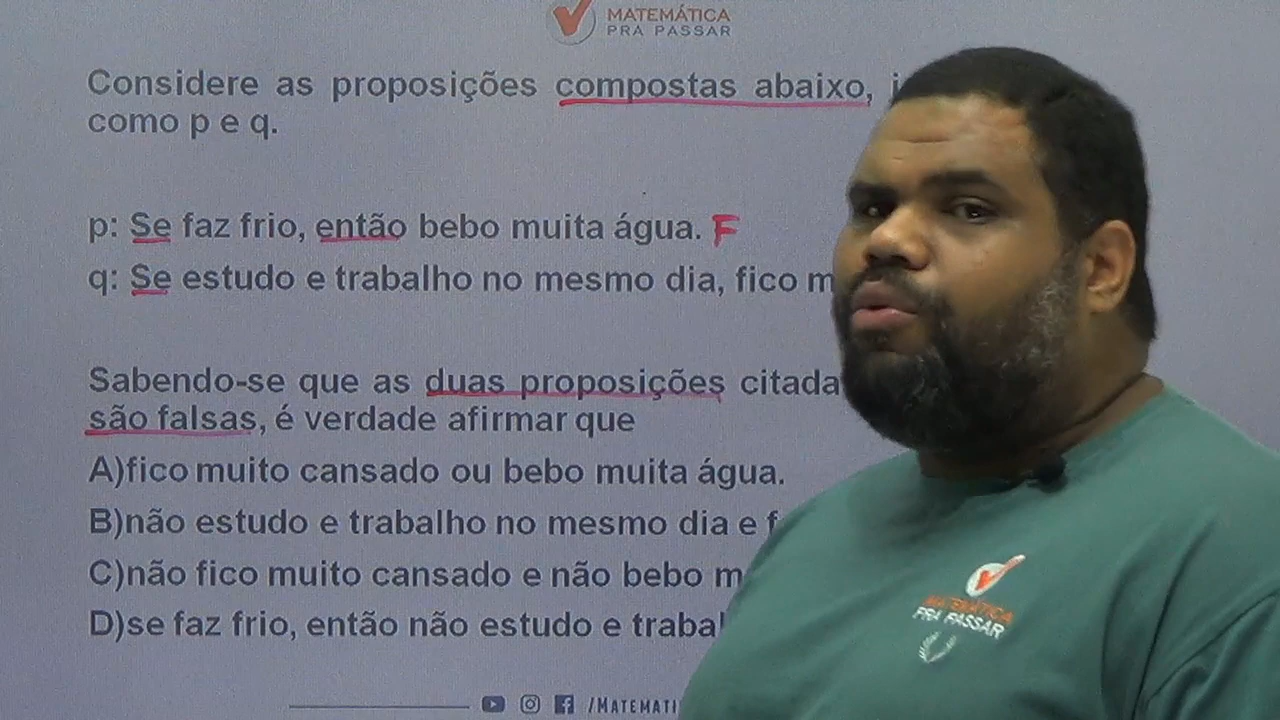 MATEMÁTICA
PRA PASSAR
Considere as proposições compostas abaixo,
como p e q.
p: Se faz frio, então bebo muita água. F
q: Se estudo e trabalho no mesmo dia, fico
Sabendo-se que as duas proposições
são falsas, é verdade afirmar que
A)fico muito cansado ou bebo muita água.
B)não estudo e trabalho no mesmo dia e
C)não fico muito cansado e não bebo
D)se faz frio, então não estudo e
MATEMÁTICA
PRA PASSAR